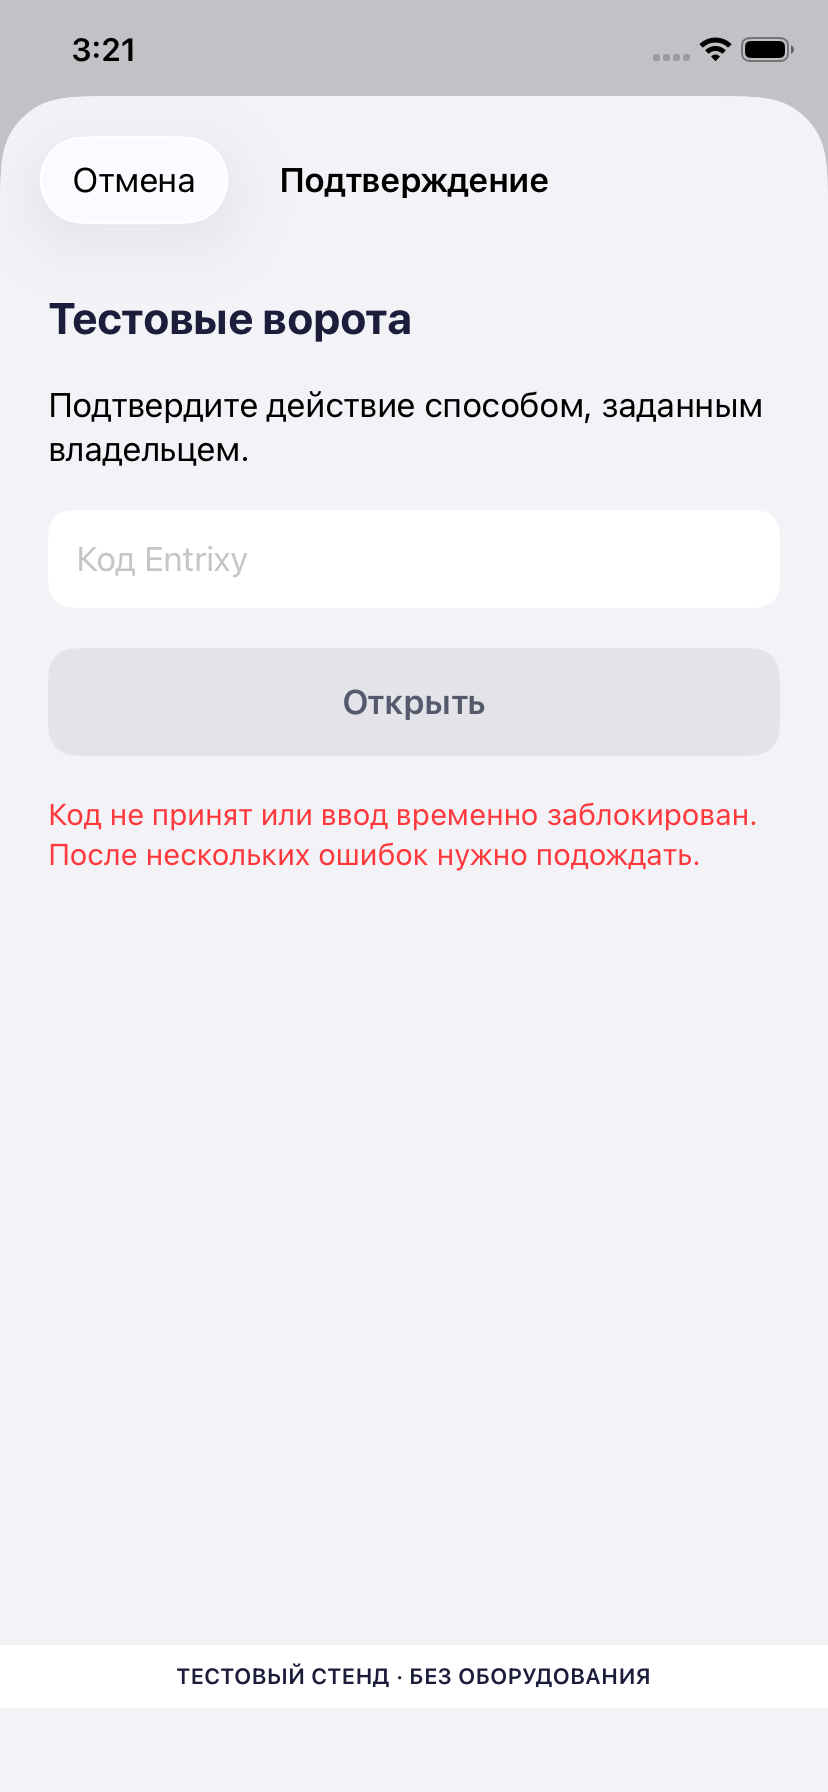 3:21
Отмена
Подтверждение
Тестовые ворота
Подтвердите действие способом, заданным
владельцем.
Код Entrixy
Открыть
Код не принят или ввод временно заблокирован.
После нескольких ошибок нужно подождать.
ТЕСТОВЫЙ СТЕНД · БЕЗ ОБОРУДОВАНИЯ